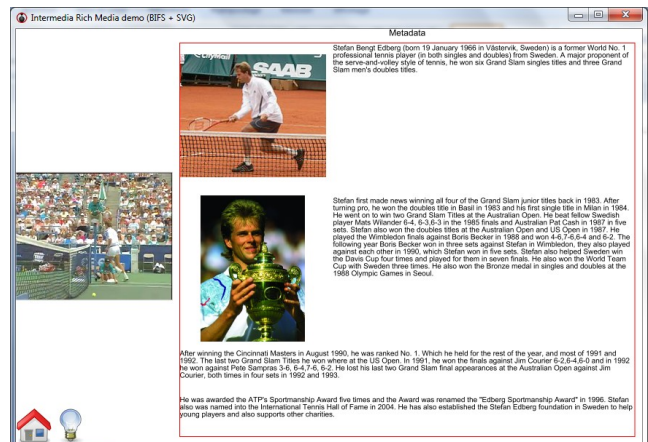 Intermedia Rich Media demo (BIFS + SVG)
Metadata
SAAB
Stefan Bengt Edberg (born 19 January 1966 in Västervik, Sweden) is a former World No. 1
professional tennis player (in both singles and doubles) from Sweden. A major proponent of
the serve-and-volley style of tennis, he won six Grand Slam singles titles and three Grand
Slam men's doubles titles.
Stefan first made news winning all four of the Grand Slam junior titles back in 1983. After
turning pro, he won the doubles title in Basil in 1983 and his first single title in Milan in 1984.
He went on to win two Grand Slam Titles at the Australian Open. He beat fellow Swedish
player Mats Wilander 6-4, 6-3,6-3 in the 1985 finals and Australian Pat Cash in 1987 in five
sets. Stefan also won the doubles titles at the Australian Open and US Open in 1987. He
played the Wimbledon finals against Boris Becker in 1988 and won 4-6,7-6,6-4 and 6-2. The
following year Boris Becker won in three sets against Stefan in Wimbledon, they also played
against each other in 1990, which Stefan won in five sets. Stefan also helped Sweden win
the Davis Cup four times and played for them in seven finals. He also won the World Team
Cup with Sweden three times. He also won the Bronze medal in singles and doubles at the
1988 Olympic Games in Seoul.
After winning the Cincinnati Masters in August 1990, he was ranked No. 1. Which he held for the rest of the year, and most of 1991 and
1992. The last two Grand Slam Titles he won where at the US Open. In 1991, he won the finals against Jim Courier 6-2,6-4,6-0 and in 1992
he won against Pete Sampras 3-6, 6-4,7-6, 6-2. He lost his last two Grand Slam final appearances at the Australian Open against Jim
Courier, both times in four sets in 1992 and 1993.
He was awarded the ATP's Sportmanship Award five times and the Award was renamed the "Edberg Sportmanship Award" in 1996. Stefan
also was named into the International Tennis Hall of Fame in 2004. He has also established the Stefan Edberg foundation in Sweden to help
young players and also supports other charities.